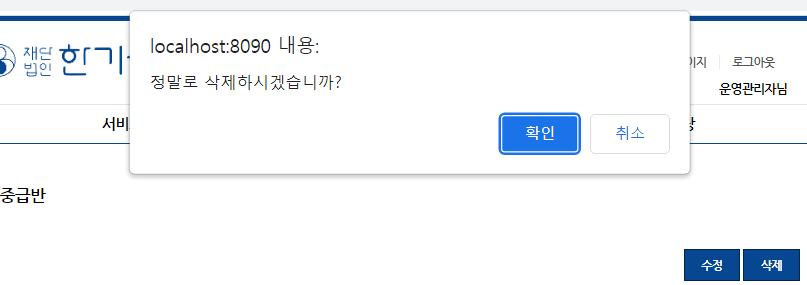 localhost:8090 내용:
정말로 삭제하시겠습니까?
확인
취소
재단
법인
한기
로그아웃
운영관리자님
서비
중급반
수정
삭제